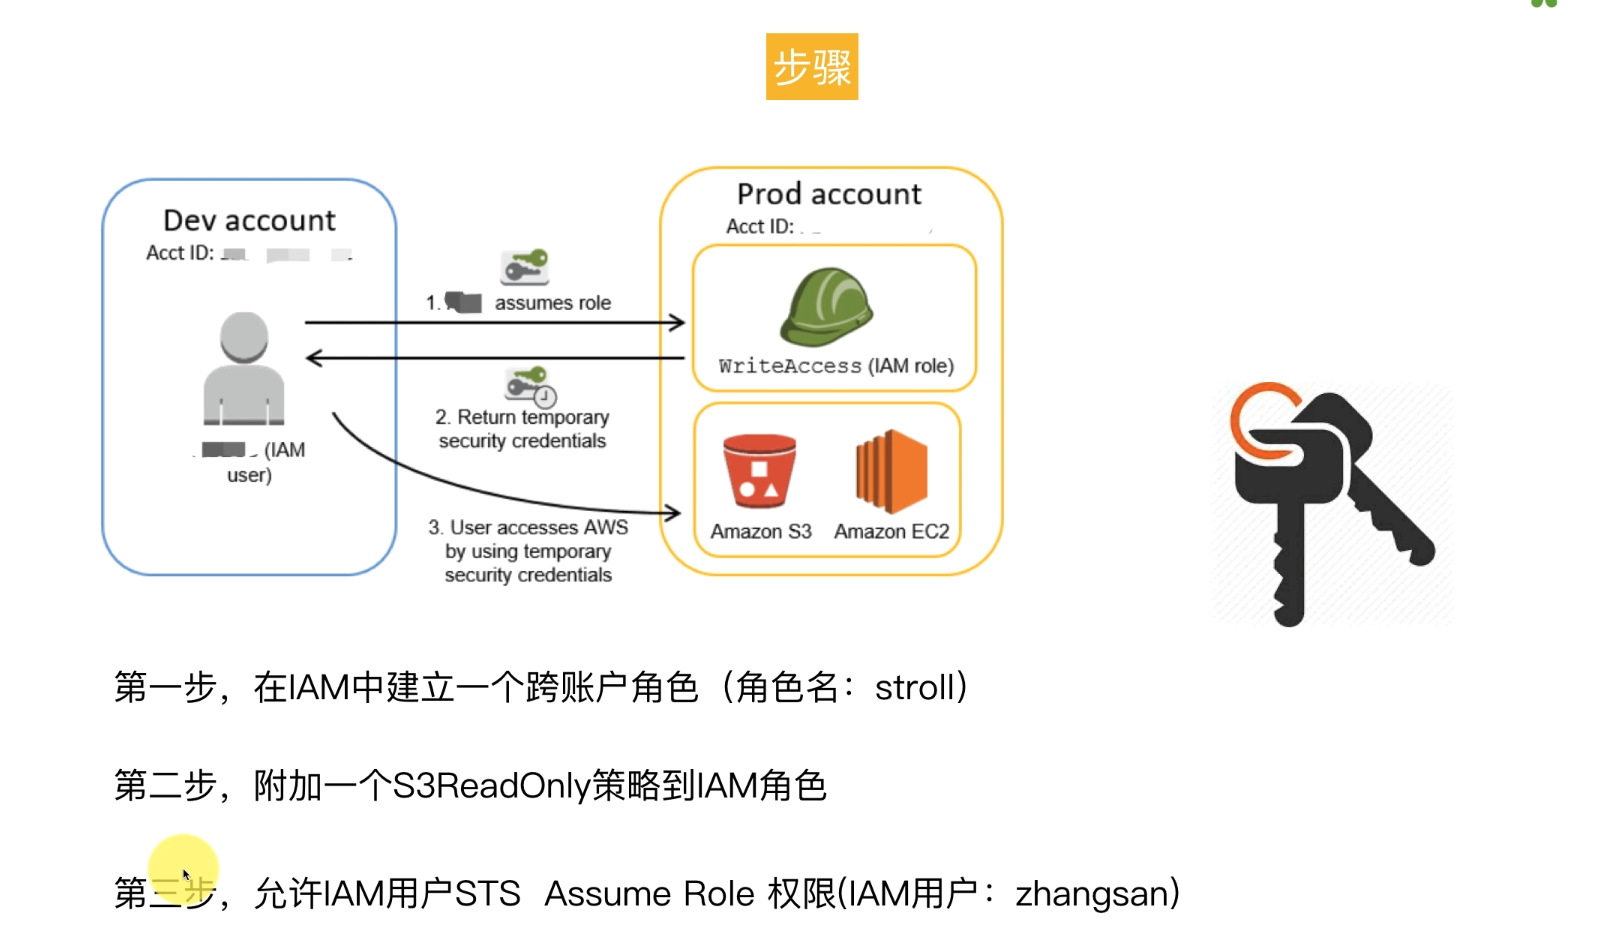 步骤
Dev account
Acct ID:
(IAM
user)
1.
assumes role
2. Return temporary
security credentials
3. User accesses AWS
by using temporary
security credentials
Prod account
Acct ID:
WriteAccess (IAM role)
Amazon S3
Amazon EC2
第一步，在IAM中建立一个跨账户角色（角色名：stroll）
第二步，附加一个S3ReadOnly策略到IAM角色
第三步，允许IAM用户STS Assume Role 权限(IAM用户：zhangsan)